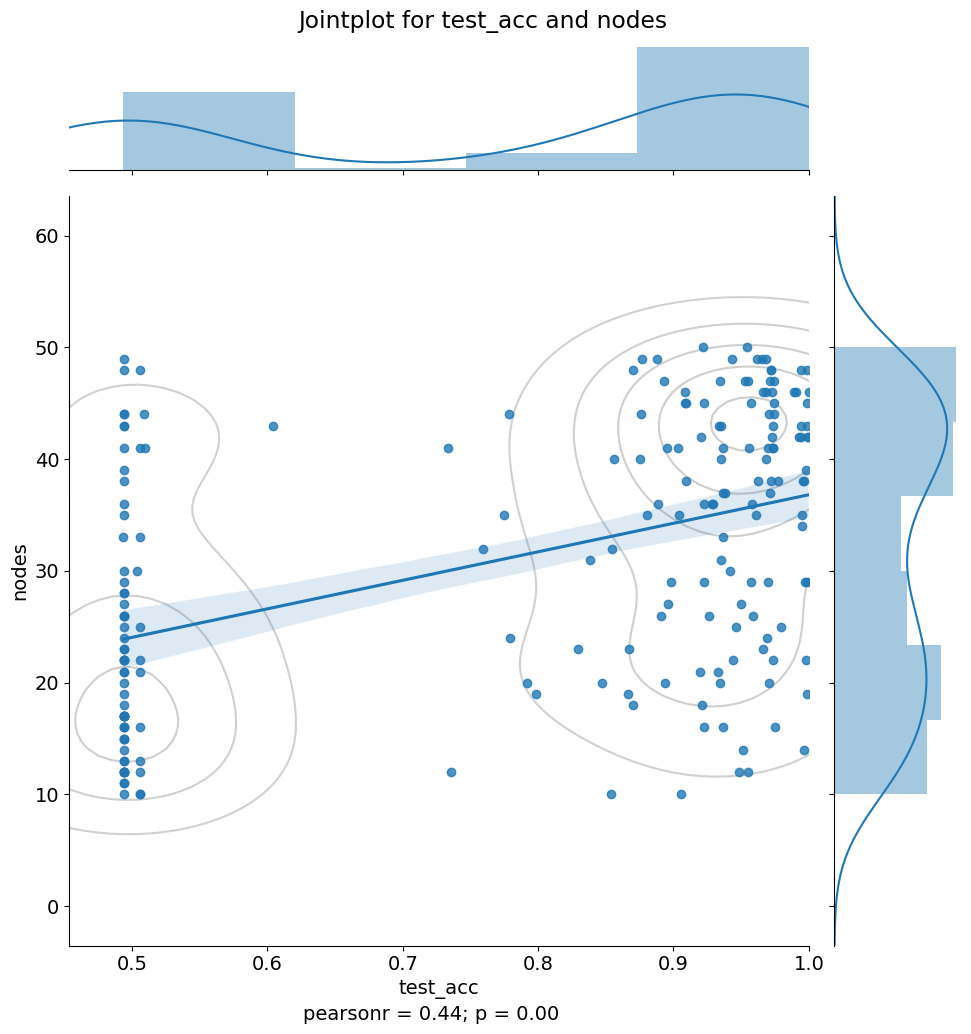 Jointplot for test_acc and nodes
60
50
40
30
20
10
0
nodes
0.5 0.6 0.7 0.8 0.9 1.0
test_acc
pearsonr = 0.44; p = 0.00